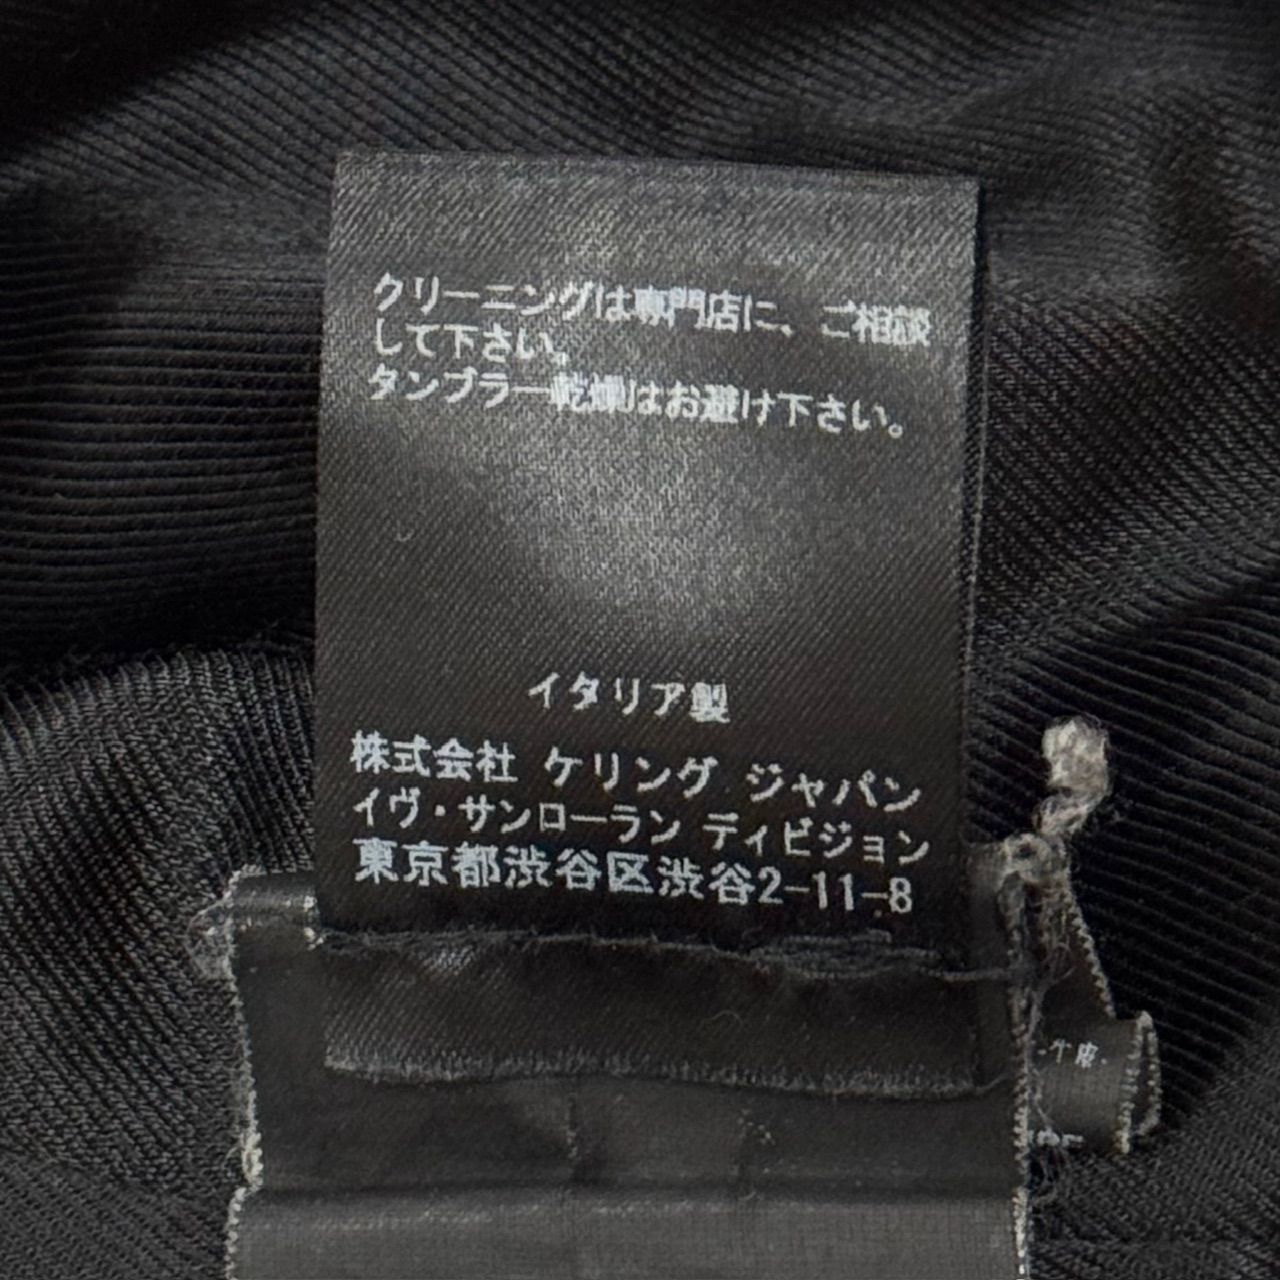 クリーニングは専門店に、ご相談
して下さい。
タンブラー乾燥はお避け下さい。
イタリア製
株式会社 ケリング ジャパン
イヴ・サンローラン ディビジョン
東京都渋谷区渋谷2-11-8